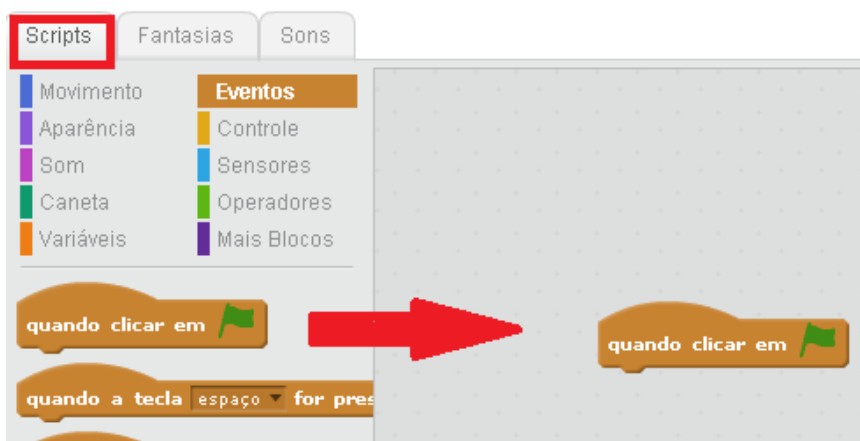 Scripts Fantasias Sons
Movimento Eventos
Aparência Controle
Som Sensores
Caneta Operadores
Variáveis Mais Blocos
quando clicar em
quando clicar em
quando a tecla espaço for pres